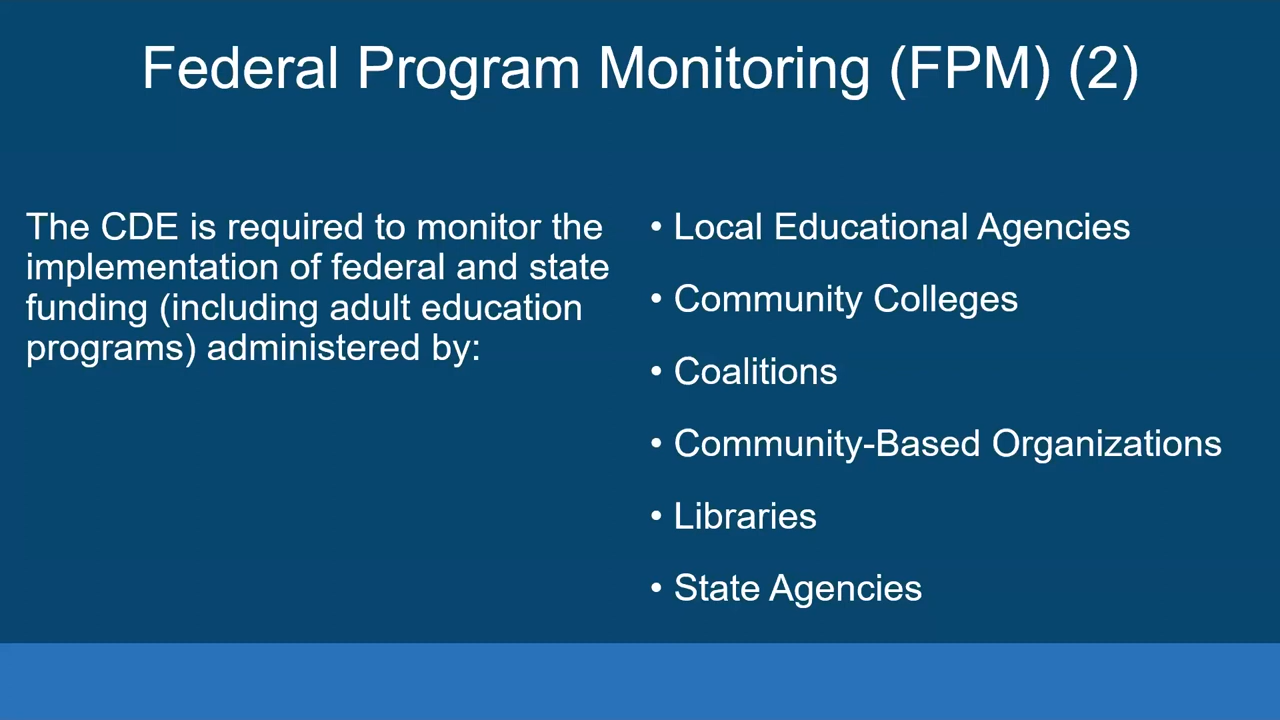 Federal Program Monitoring (FPM) (2)
The CDE is required to monitor the
implementation of federal and state
funding (including adult education
programs) administered by:
• Local Educational Agencies
• Community Colleges
• Coalitions
• Community-Based Organizations
• Libraries
• State Agencies